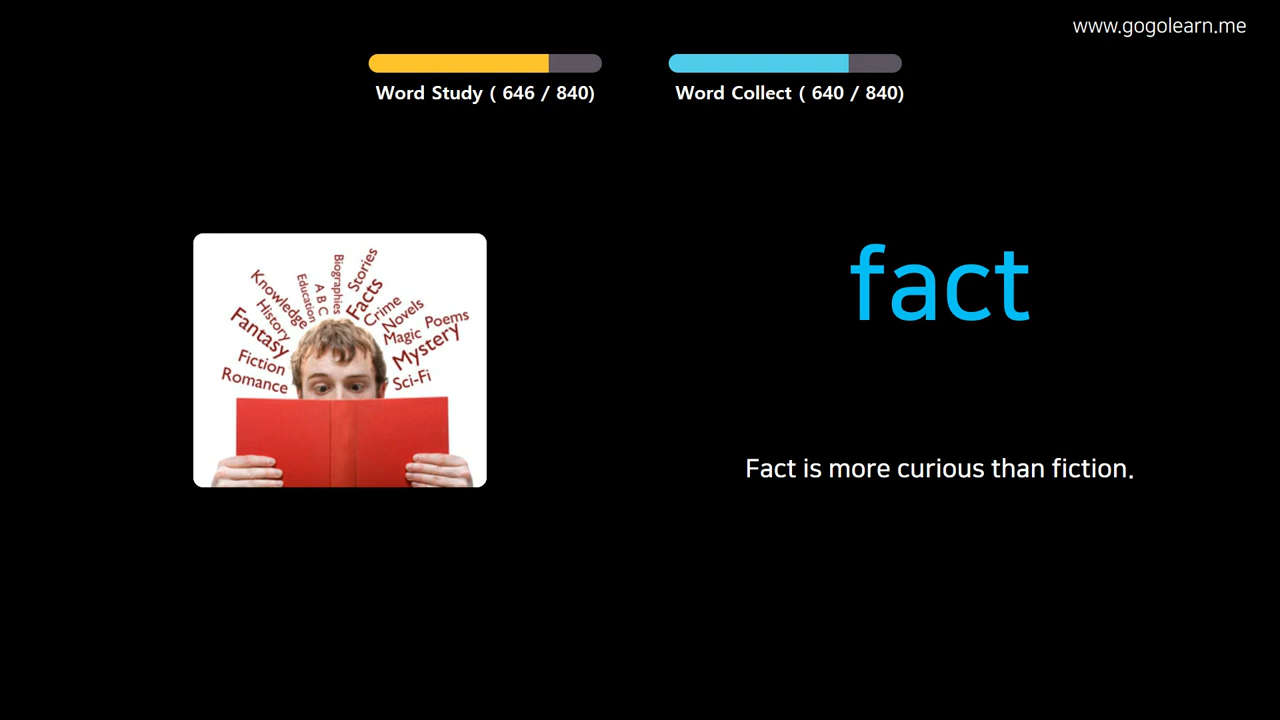 www.gogolearn.me
Word Study ( 646 / 840)
Word Collect ( 640 / 840)
Knowledge
History
Fantasy
Fiction
Romance
Education
A B C
Biographies
Stories
Facts
Crime
Novels
Magic
Poems
Mystery
Sci-Fi
fact
Fact is more curious than fiction.